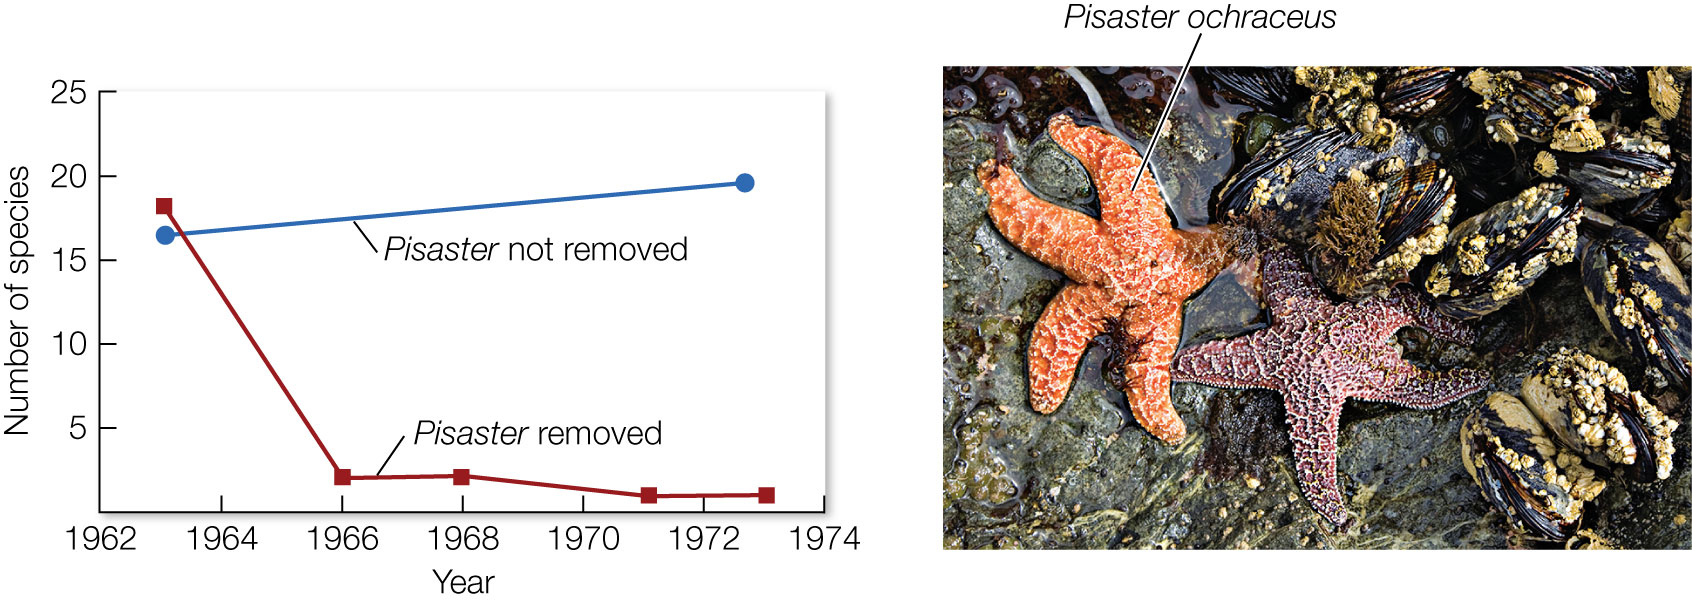 Pisaster ochraceus
25
20
15
10
5
Number of species
Pisaster not removed
Pisaster removed
1962 1964 1966 1968 1970 1972 1974
Year